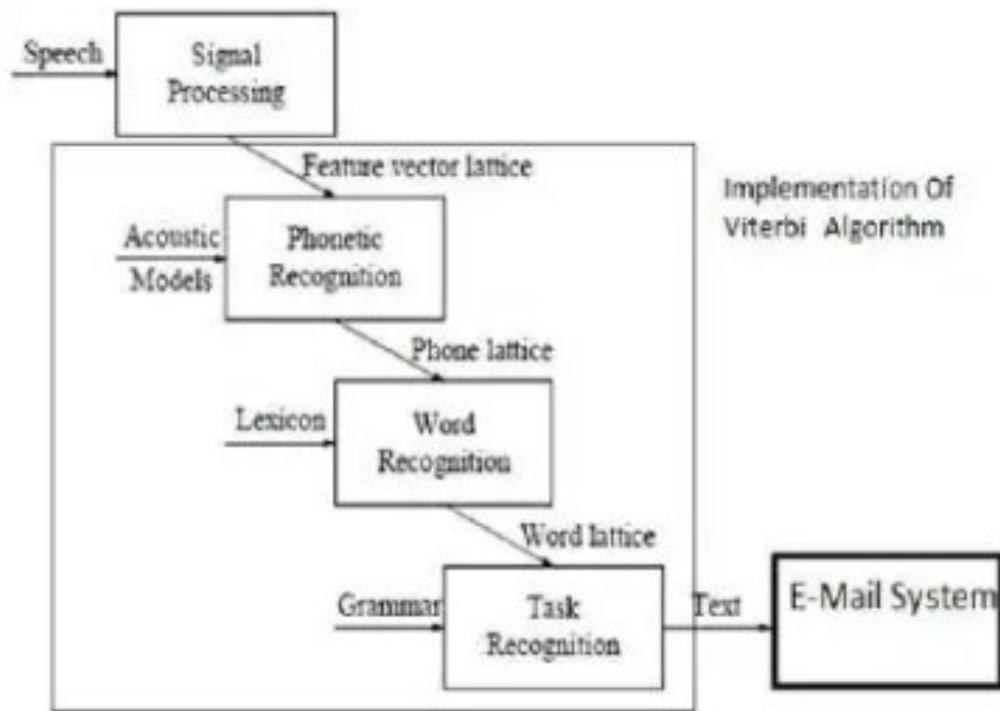 Speech
Signal
Processing
Feature vector lattice
Implementation Of
Viterbi Algorithm
Acoustic
Models
Phonetic
Recognition
Phone lattice
Lexicon
Word
Recognition
Word lattice
Grammar
Task
Recognition
Text
E-Mail System